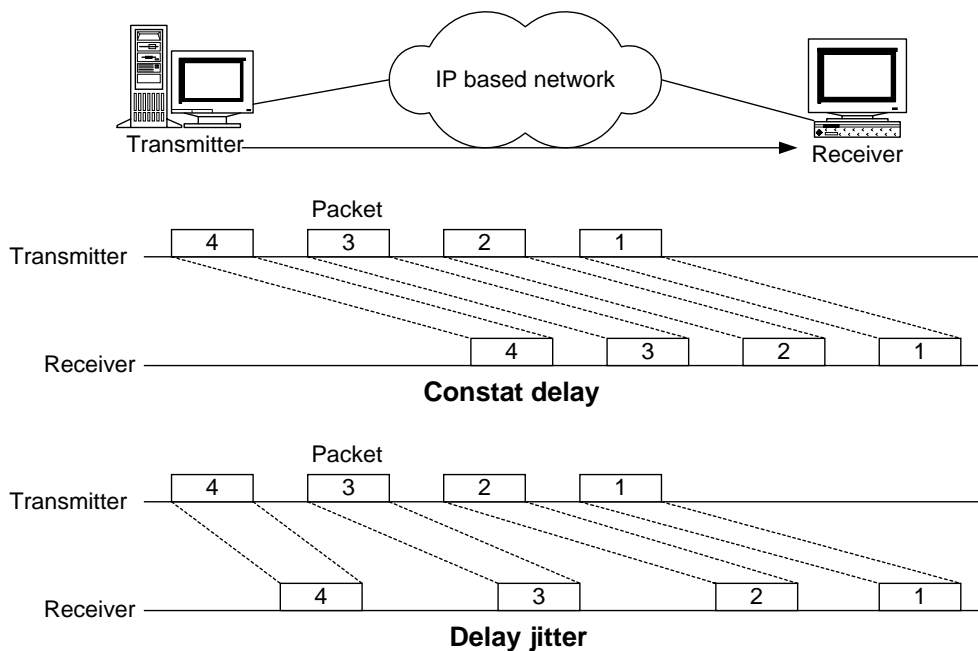 IP based network
Transmitter
Receiver
Packet
4 3 2 1
Transmitter
4 3 2 1
Receiver
Constat delay
Packet
4 3 2 1
Transmitter
4 3 2 1
Receiver
Delay jitter